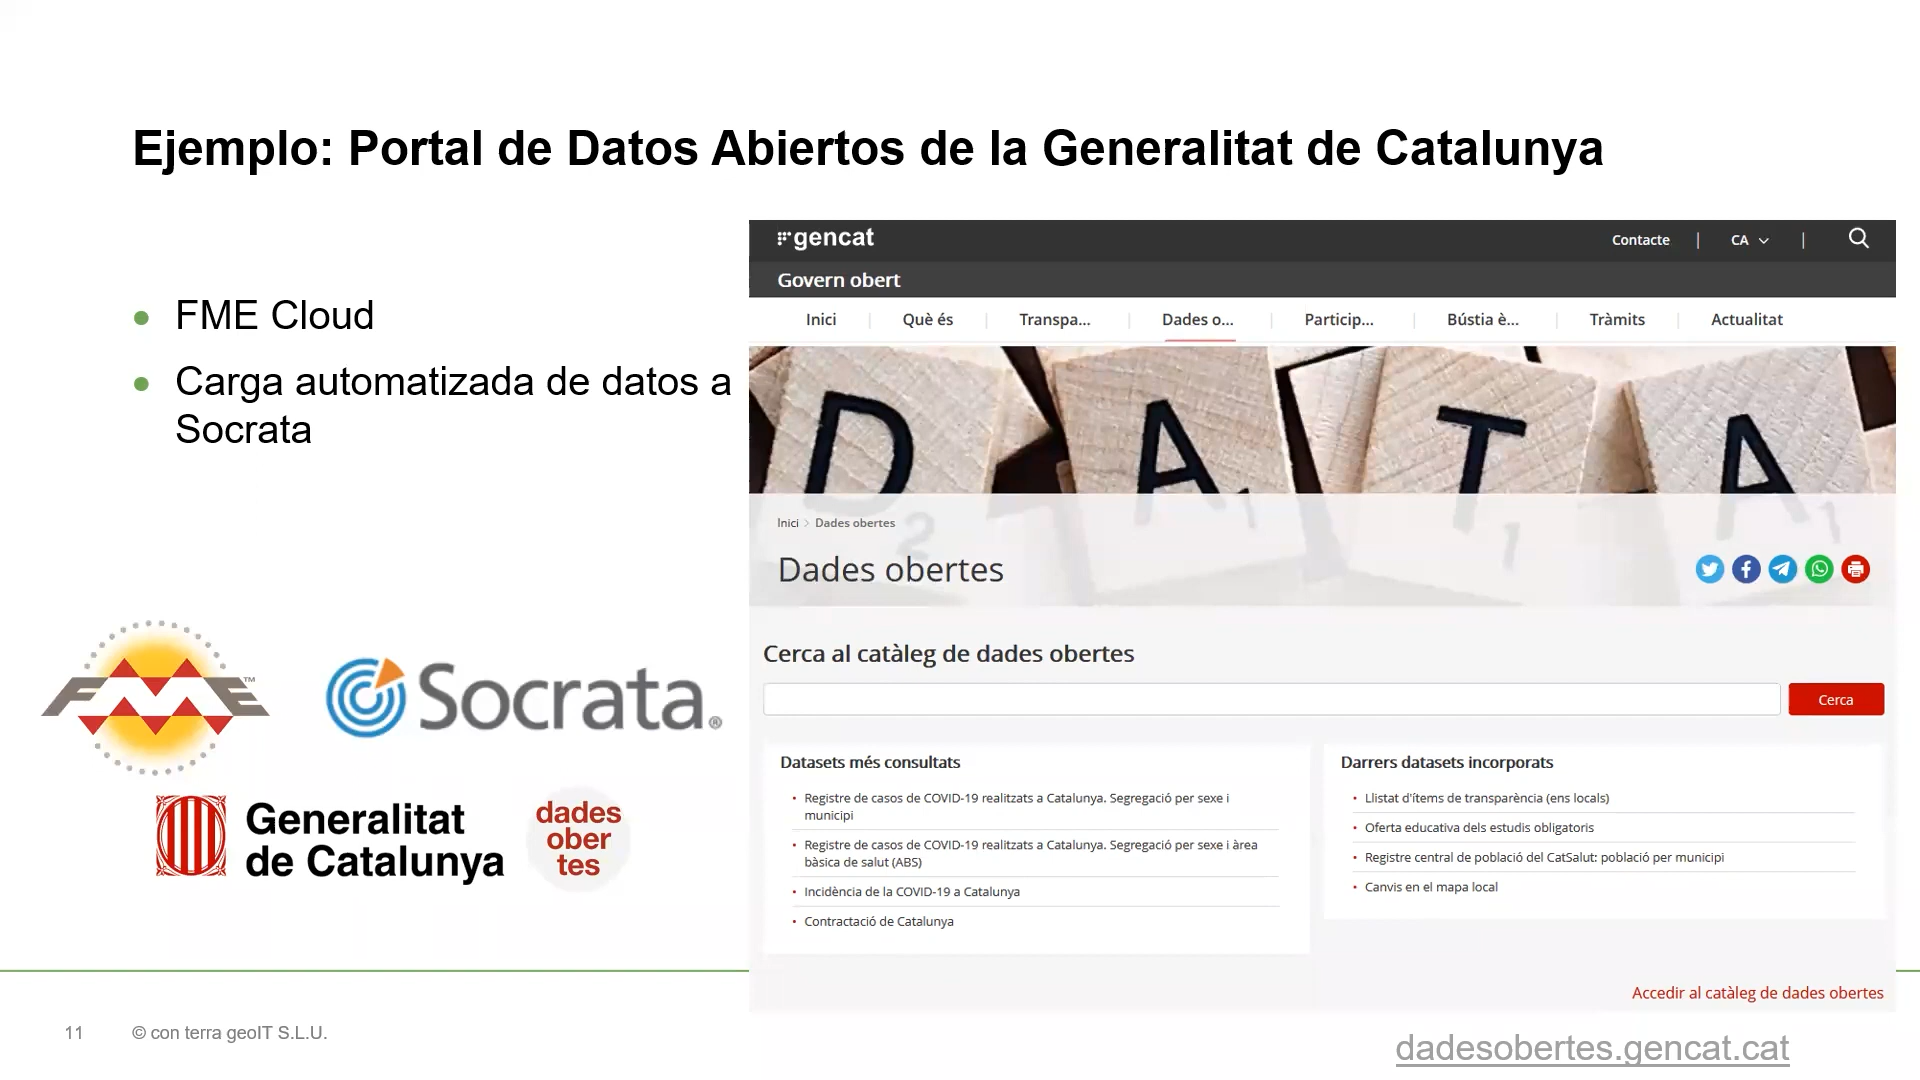 Ejemplo: Portal de Datos Abiertos de la Generalitat de Catalunya
FME Cloud
Carga automatizada de datos a
Socrata
FME™
Socrata®
Generalitat
de Catalunya
dades
ober
tes
gencat
Contacte | CA |
Govern obert
Inici | Què és | Transpa... | Dades o... | Particip... | Bústia è... | Tràmits | Actualitat
D A T A
2 1 1 1
Inici > Dades obertes
Dades obertes
Cerca al catàleg de dades obertes
Cerca
Datasets més consultats
Registre de casos de COVID-19 realitzats a Catalunya. Segregació per sexe i
municipi
Registre de casos de COVID-19 realitzats a Catalunya. Segregació per sexe i àrea
bàsica de salut (ABS)
Incidència de la COVID-19 a Catalunya
Contractació de Catalunya
Darrers datasets incorporats
Llistat d'ítems de transparència (ens locals)
Oferta educativa dels estudis obligatoris
Registre central de població del CatSalut: població per municipi
Canvis en el mapa local
Accedir al catàleg de dades obertes
11
© con terra geoIT S.L.U.
dadesobertes.gencat.cat